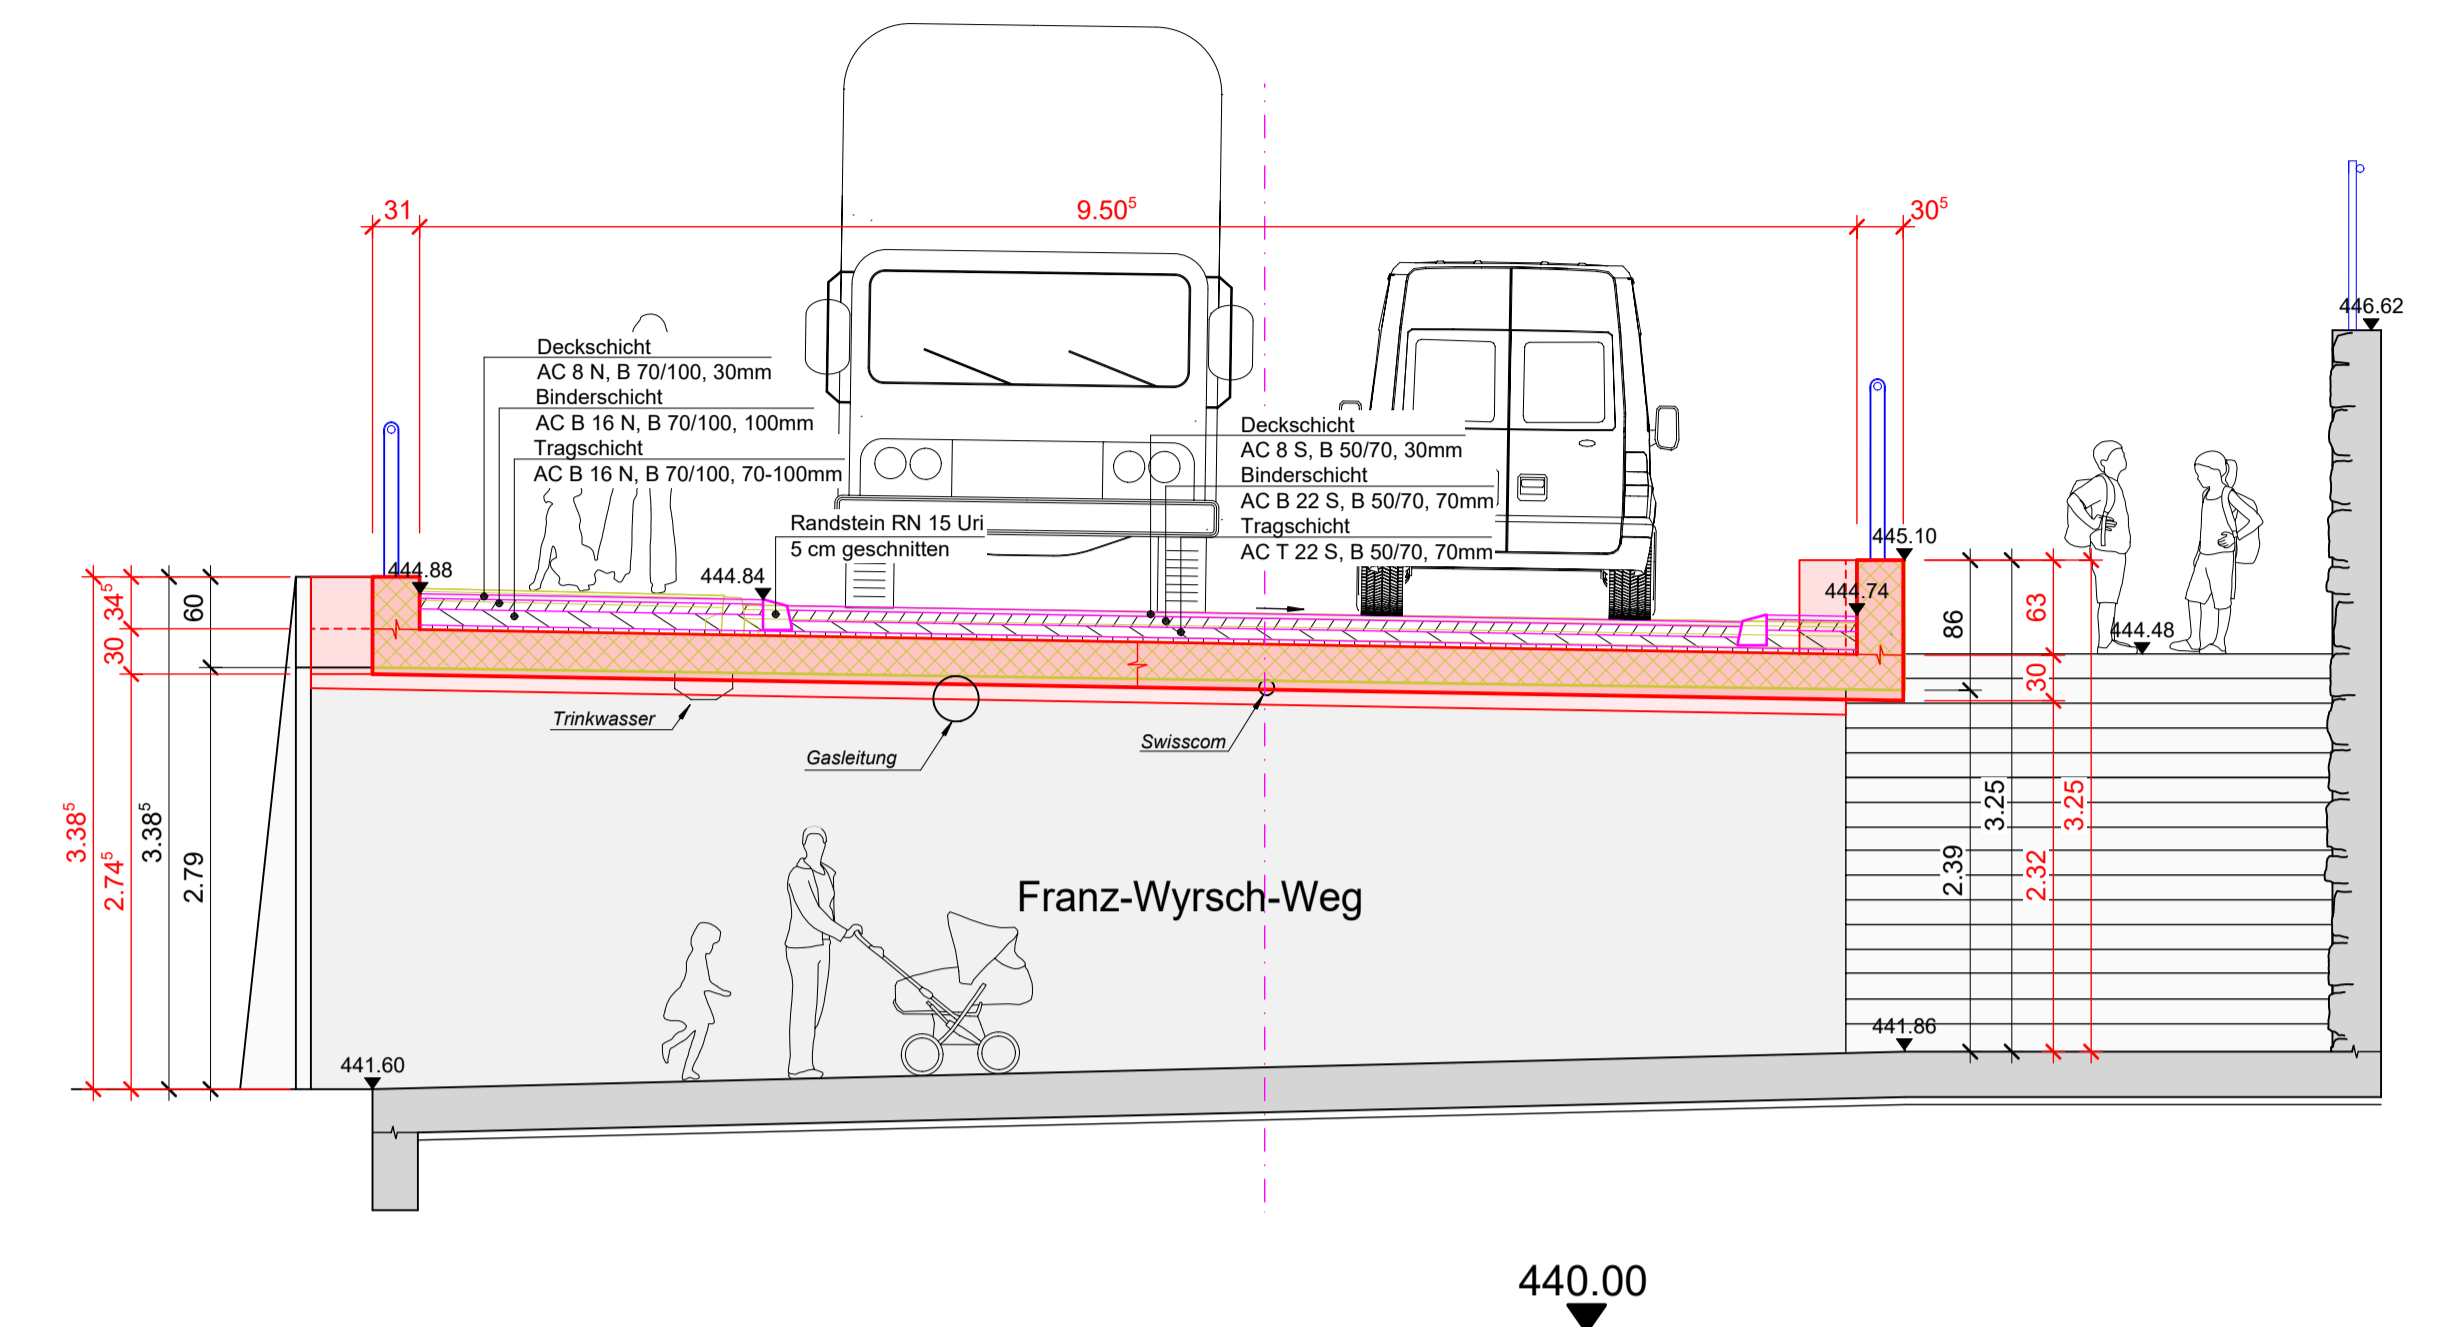 31
9.50⁵
30⁵
446.62
Deckschicht
AC 8 N, B 70/100, 30mm
Binderschicht
AC B 16 N, B 70/100, 100mm
Tragschicht
AC B 16 N, B 70/100, 70-100mm
Randstein RN 15 Uri
5 cm geschnitten
Deckschicht
AC 8 S, B 50/70, 30mm
Binderschicht
AC B 22 S, B 50/70, 70mm
Tragschicht
AC T 22 S, B 50/70, 70mm
445.10
444.88
444.84
444.74
444.48
34⁵
30
60
86
63
30
Trinkwasser
Gasleitung
Swisscom
3.38⁵
2.74⁵
3.38⁵
2.79
2.39
3.25
2.32
3.25
Franz-Wyrsch-Weg
441.60
441.86
440.00